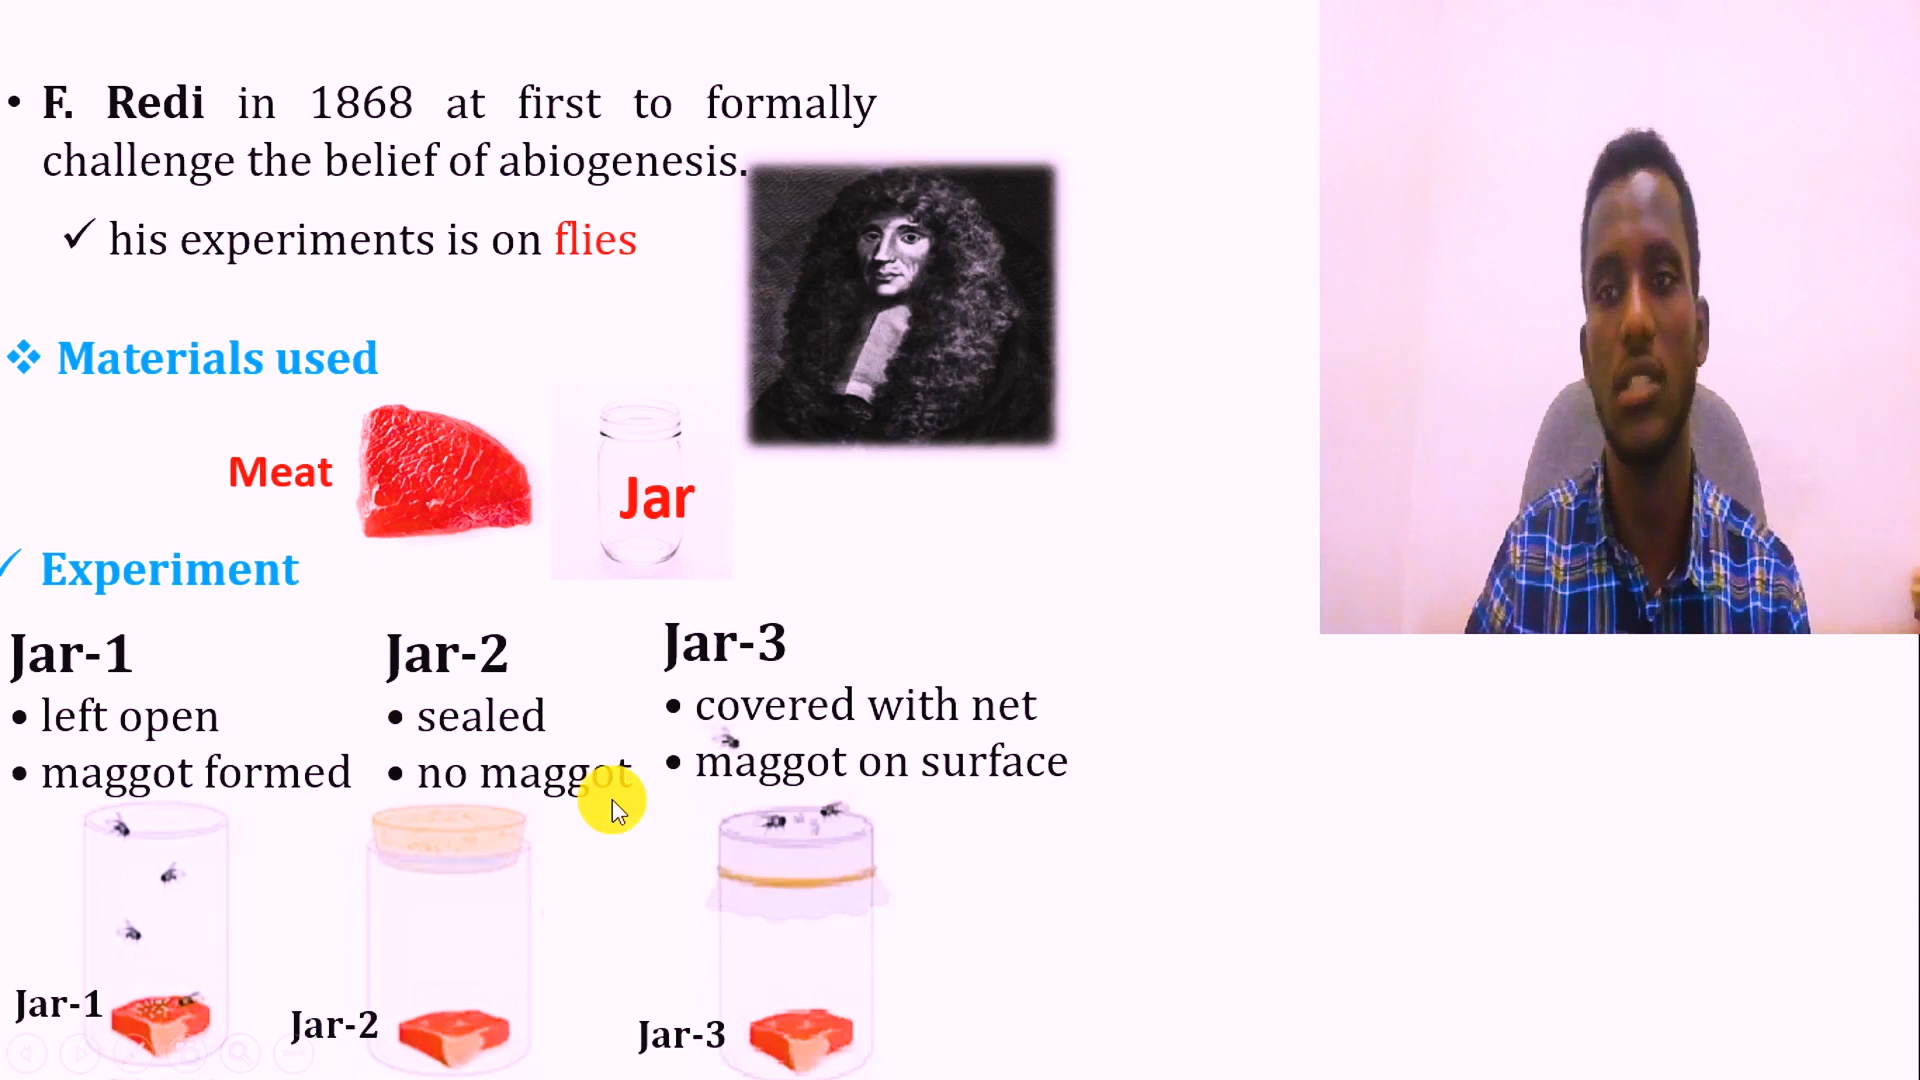 • F. Redi in 1868 at first to formally
challenge the belief of abiogenesis.
✓ his experiments is on flies
❖ Materials used
Meat
Jar
✓ Experiment
Jar-1
• left open
• maggot formed
Jar-2
• sealed
• no maggot
Jar-3
• covered with net
• maggot on surface
Jar-1
Jar-2
Jar-3